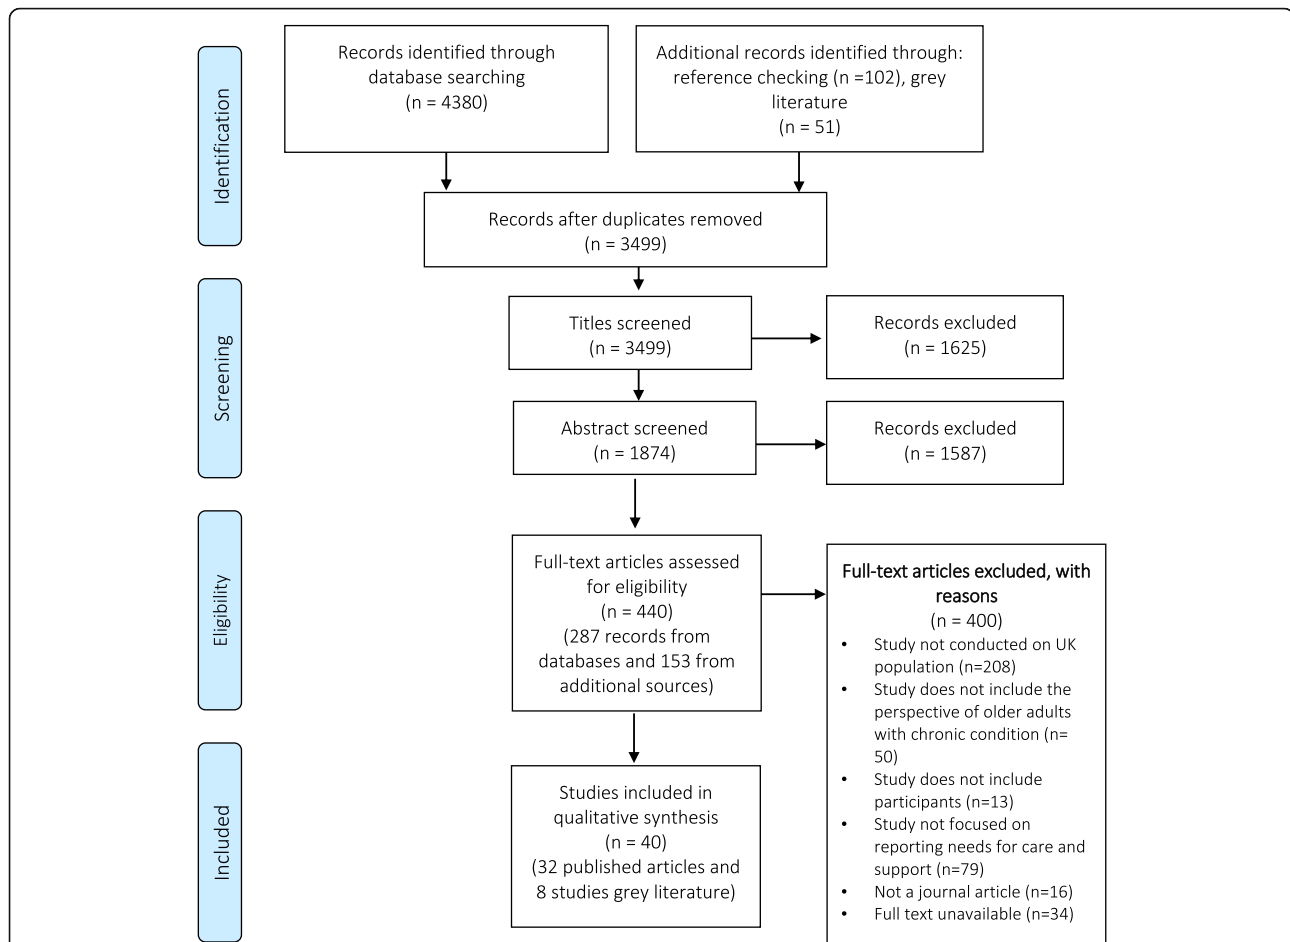 Identification
Records identified through
database searching
(n = 4380)
Additional records identified through:
reference checking (n =102), grey
literature
(n = 51)
Records after duplicates removed
(n = 3499)
Screening
Titles screened
(n = 3499)
Records excluded
(n = 1625)
Abstract screened
(n = 1874)
Records excluded
(n = 1587)
Eligibility
Full-text articles assessed
for eligibility
(n = 440)
(287 records from
databases and 153 from
additional sources)
Full-text articles excluded, with
reasons
(n = 400)
• Study not conducted on UK
population (n=208)
• Study does not include the
perspective of older adults
with chronic condition (n=
50)
• Study does not include
participants (n=13)
• Study not focused on
reporting needs for care and
support (n=79)
• Not a journal article (n=16)
• Full text unavailable (n=34)
Included
Studies included in
qualitative synthesis
(n = 40)
(32 published articles and
8 studies grey literature)